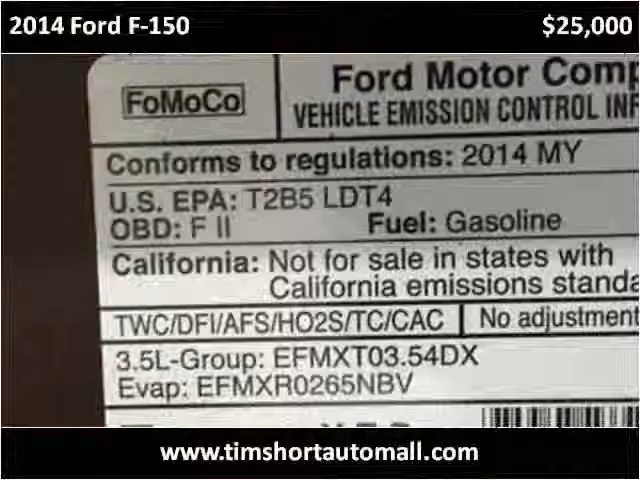 2014 Ford F-150 $25,000
FoMoCo
Ford Motor Comp
VEHICLE EMISSION CONTROL INF
Conforms to regulations: 2014 MY
U.S. EPA: T2B5 LDT4
OBD: F II Fuel: Gasoline
California: Not for sale in states with
California emissions standa
TWC/DFI/AFS/HO2S/TC/CAC No adjustment
3.5L-Group: EFMXT03.54DX
Evap: EFMXR0265NBV
www.timshortautomall.com